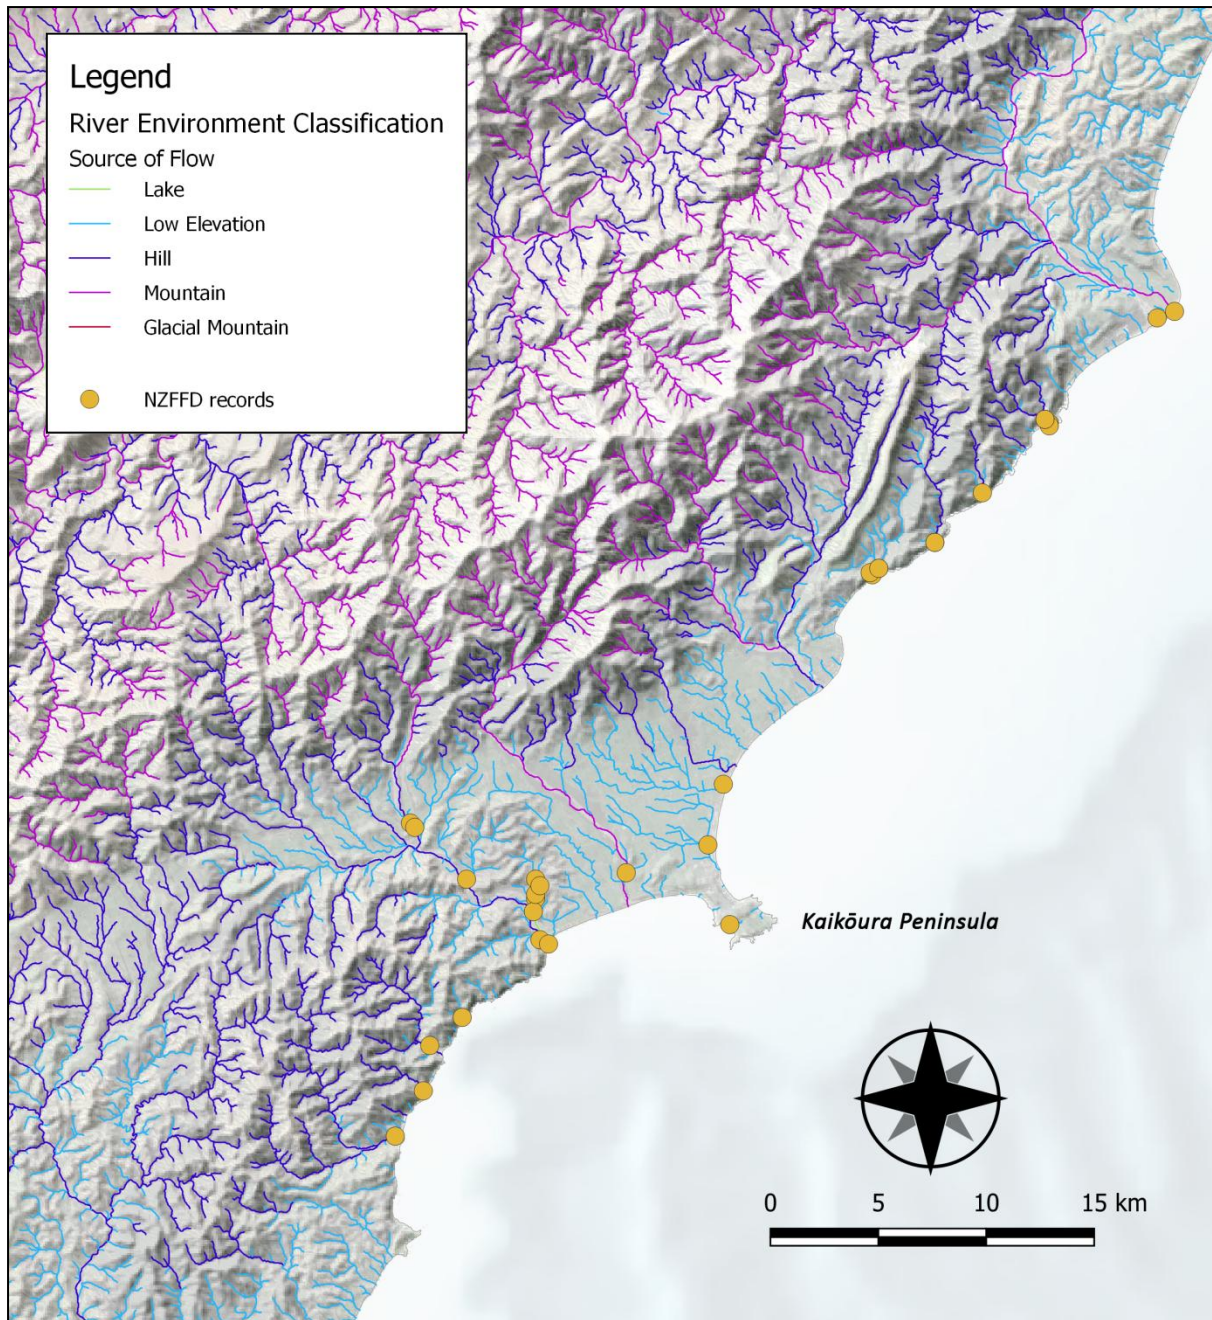 Legend
River Environment Classification
Source of Flow
Lake
Low Elevation
Hill
Mountain
Glacial Mountain
NZFFD records
Kaikōura Peninsula
0 5 10 15 km